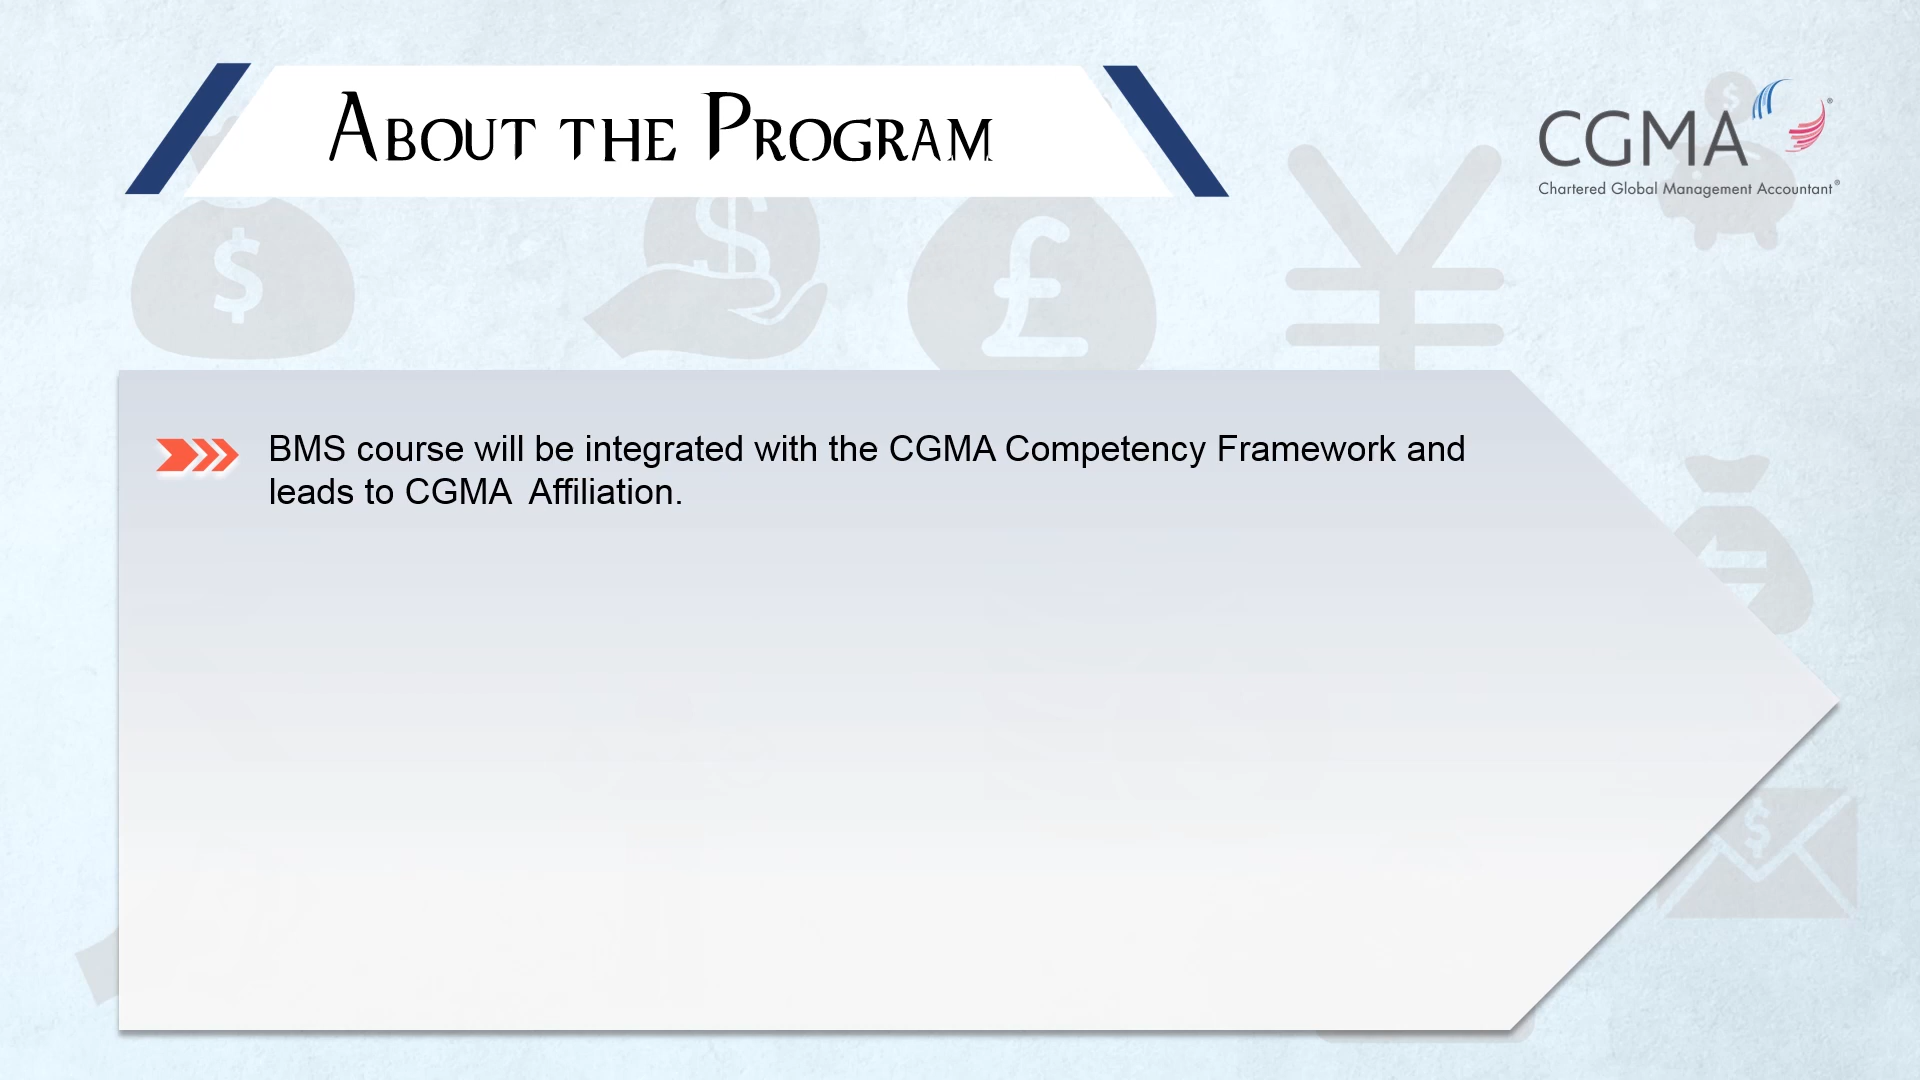 About the Program
CGMA®
Chartered Global Management Accountant®
$
$
£
¥
$
BMS course will be integrated with the CGMA Competency Framework and
leads to CGMA  Affiliation.
$